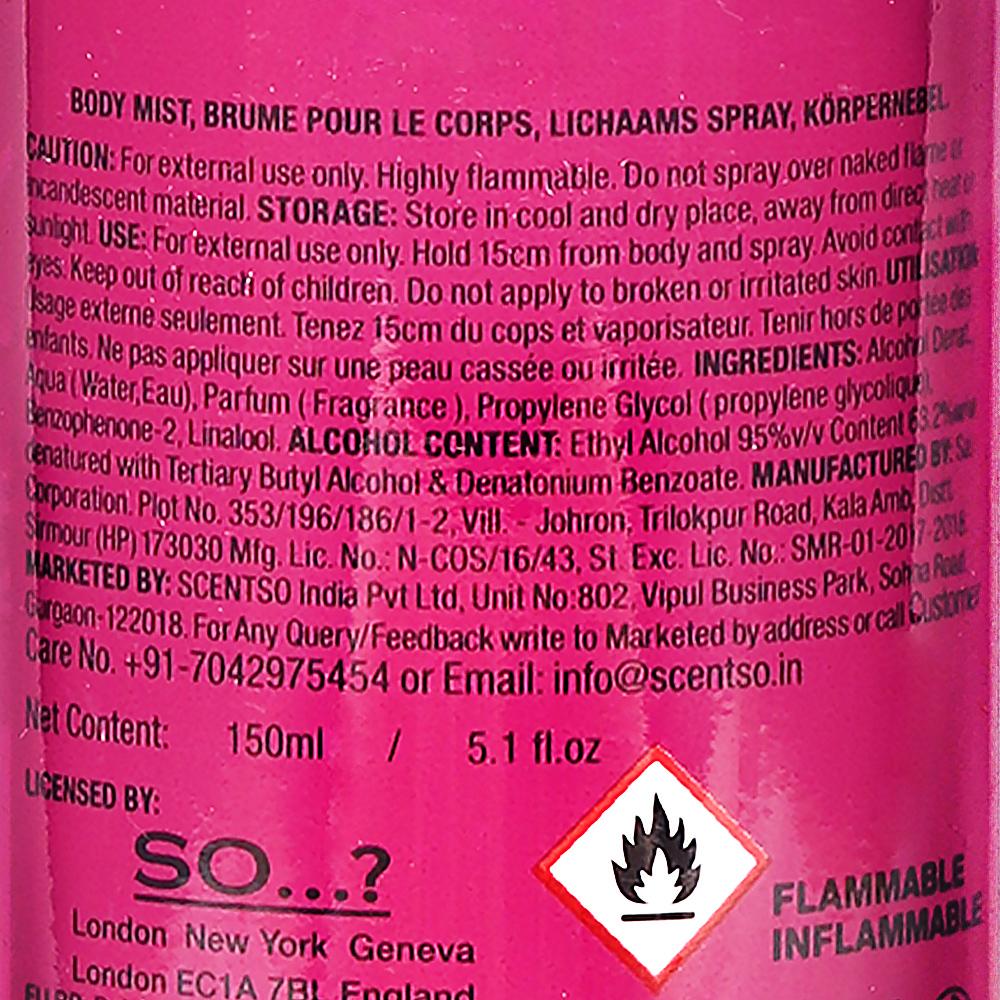 BODY MIST, BRUME POUR LE CORPS, LICHAAMS SPRAY, KÖRPERNEBEL
CAUTION: For external use only. Highly flammable. Do not spray over naked flame or
incandescent material. STORAGE: Store in cool and dry place, away from direct heat or
sunlight. USE: For external use only. Hold 15cm from body and spray. Avoid contact with
eyes. Keep out of reach of children. Do not apply to broken or irritated skin. UTILISATION
Usage externe seulement. Tenez 15cm du cops et vaporisateur. Tenir hors de portée des
enfants. Ne pas appliquer sur une peau cassée ou irritée. INGREDIENTS: Alcohol Denat.,
Aqua ( Water,Eau), Parfum ( Fragrance ), Propylene Glycol ( propylène glycolique),
Benzophenone-2, Linalool. ALCOHOL CONTENT: Ethyl Alcohol 95%v/v Content
denatured with Tertiary Butyl Alcohol & Denatonium Benzoate. MANUFACTURED BY:
Corporation. Plot No. 353/196/186/1-2,Vill. - Johron, Trilokpur Road, Kala Amb, Distt.
Sirmour (HP) 173030 Mfg. Lic. No.: N-COS/16/43, St. Exc. Lic. No.: SMR-01-2017-2018
MARKETED BY: SCENTSO India Pvt Ltd, Unit No:802, Vipul Business Park, Sohna Road,
Gurgaon-122018. For Any Query/Feedback write to Marketed by address or call Customer
Care No. +91-7042975454 or Email: info@scentso.in
Net Content: 150ml / 5.1 fl.oz
LICENSED BY:
SO...?
London New York Geneva
London EC1A 7BL England
FLAMMABLE
INFLAMMABLE